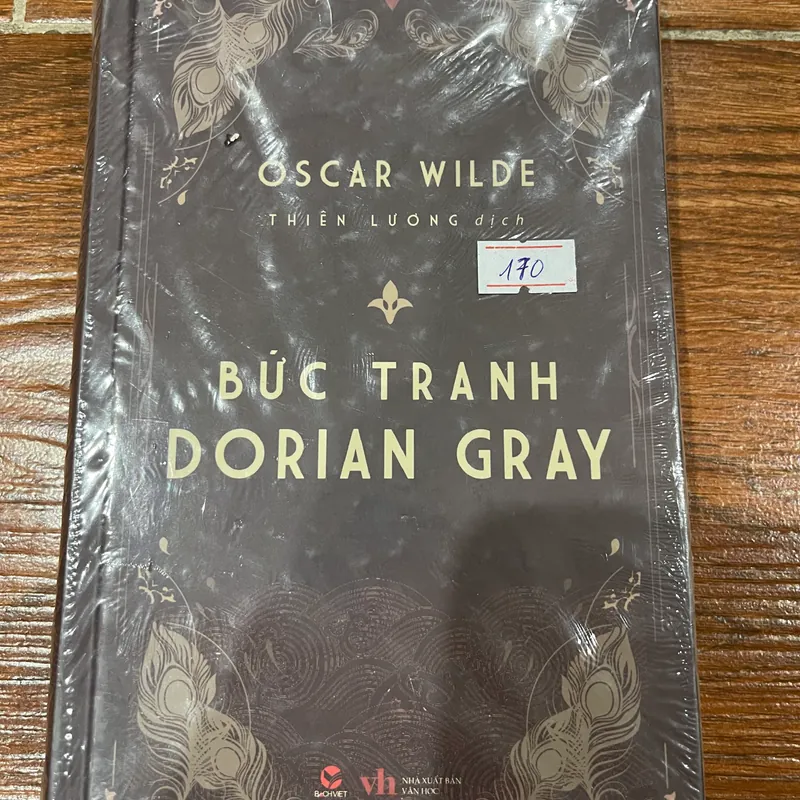 OSCAR WILDE
THIÊN LƯƠNG dịch
170
BỨC TRANH
DORIAN GRAY
BACHVIET
vh
NHÀ XUẤT BẢN
VĂN HỌC